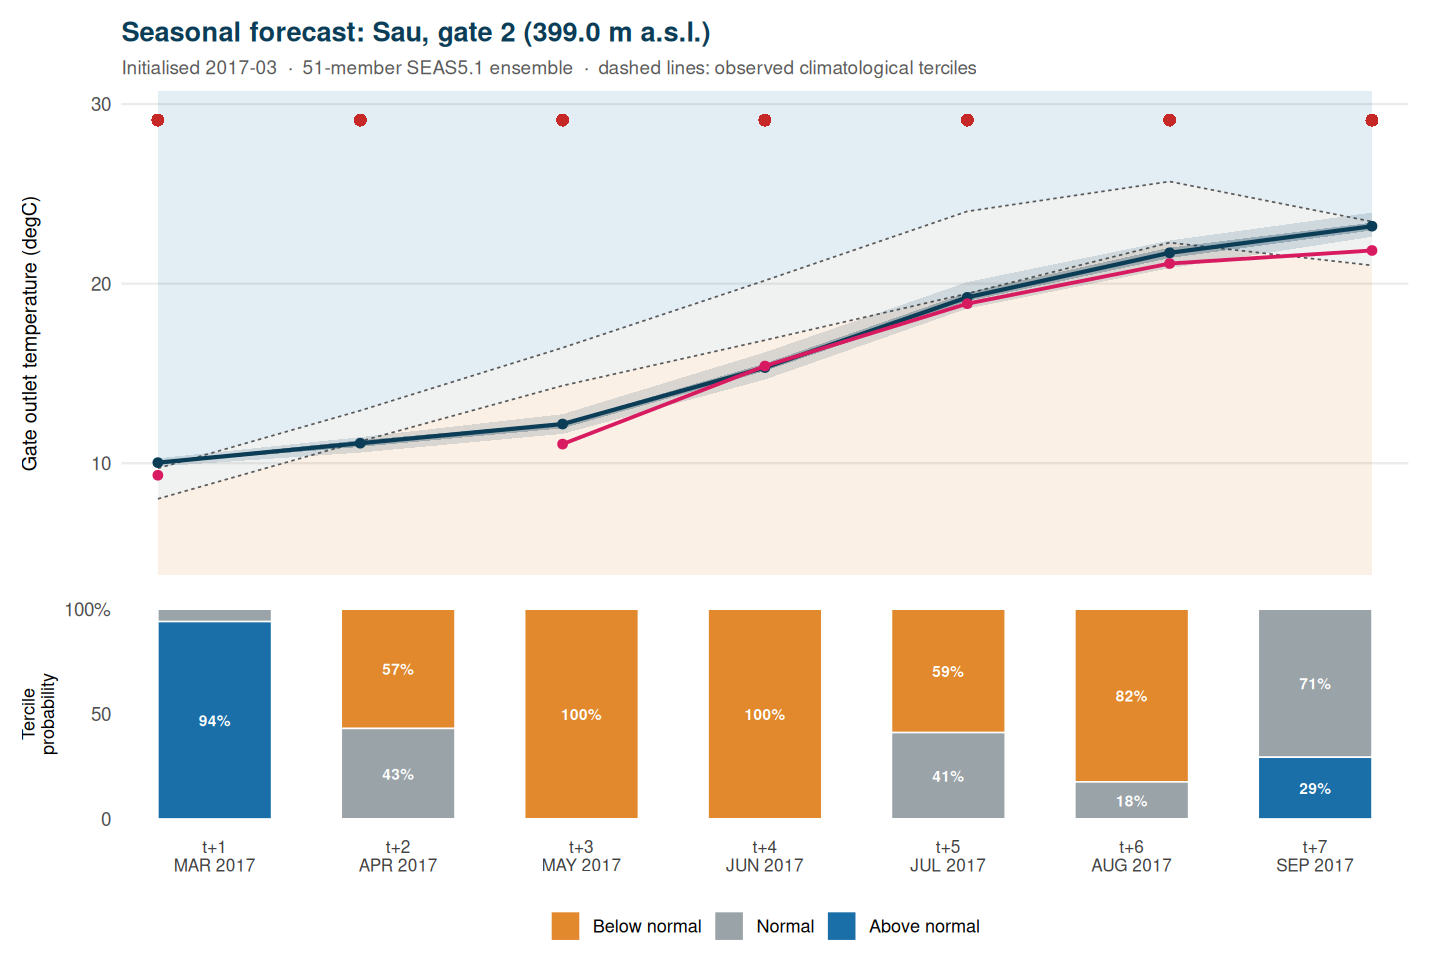 Seasonal forecast: Sau, gate 2 (399.0 m a.s.l.)
Initialised 2017-03 · 51-member SEAS5.1 ensemble · dashed lines: observed climatological terciles
Gate outlet temperature (degC)
30
20
10
Tercile
probability
100%
50
0
94%
57%
43%
100%
100%
59%
41%
82%
18%
71%
29%
t+1
MAR 2017
t+2
APR 2017
t+3
MAY 2017
t+4
JUN 2017
t+5
JUL 2017
t+6
AUG 2017
t+7
SEP 2017
Below normal
Normal
Above normal